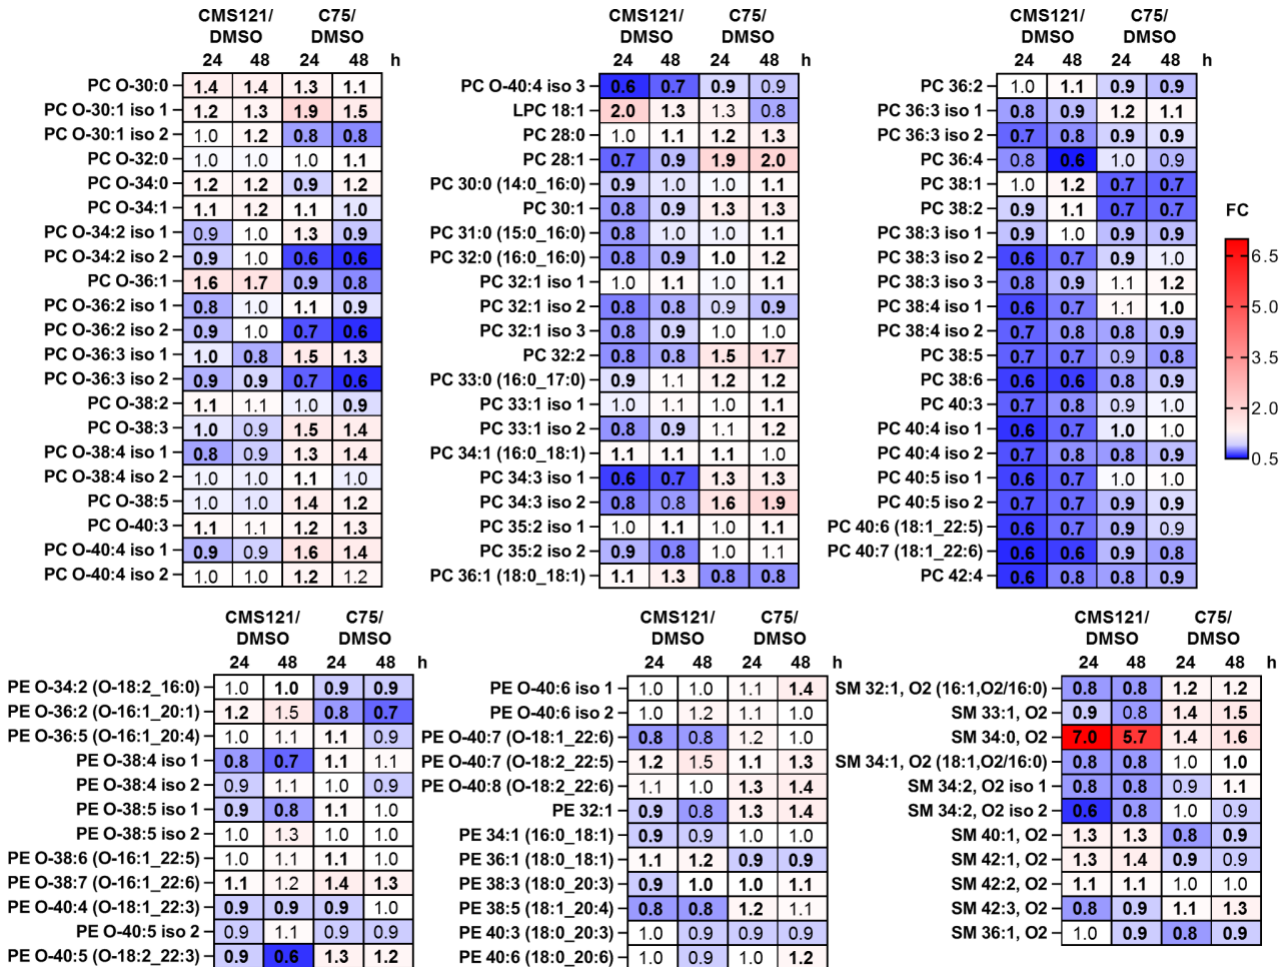 CMS121/ DMSO C75/ DMSO
24 48 24 48 h
PC O-30:0 1.4 1.4 1.3 1.1
PC O-30:1 iso 1 1.2 1.3 1.9 1.5
PC O-30:1 iso 2 1.0 1.2 0.8 0.8
PC O-32:0 1.0 1.0 1.0 1.1
PC O-34:0 1.2 1.2 0.9 1.2
PC O-34:1 1.1 1.2 1.1 1.0
PC O-34:2 iso 1 0.9 1.0 1.3 0.9
PC O-34:2 iso 2 0.9 1.0 0.6 0.6
PC O-36:1 1.6 1.7 0.9 0.8
PC O-36:2 iso 1 0.8 1.0 1.1 0.9
PC O-36:2 iso 2 0.9 1.0 0.7 0.6
PC O-36:3 iso 1 1.0 0.8 1.5 1.3
PC O-36:3 iso 2 0.9 0.9 0.7 0.6
PC O-38:2 1.1 1.1 1.0 0.9
PC O-38:3 1.0 0.9 1.5 1.4
PC O-38:4 iso 1 0.8 0.9 1.3 1.4
PC O-38:4 iso 2 1.0 1.0 1.1 1.0
PC O-38:5 1.0 1.0 1.4 1.2
PC O-40:3 1.1 1.1 1.2 1.3
PC O-40:4 iso 1 0.9 0.9 1.6 1.4
PC O-40:4 iso 2 1.0 1.0 1.2 1.2
CMS121/ DMSO C75/ DMSO
24 48 24 48 h
PC O-40:4 iso 3 0.6 0.7 0.9 0.9
LPC 18:1 2.0 1.3 1.3 0.8
PC 28:0 1.0 1.1 1.2 1.3
PC 28:1 0.7 0.9 1.9 2.0
PC 30:0 (14:0_16:0) 0.9 1.0 1.0 1.1
PC 30:1 0.8 0.9 1.3 1.3
PC 31:0 (15:0_16:0) 0.8 1.0 1.0 1.1
PC 32:0 (16:0_16:0) 0.8 0.9 1.0 1.2
PC 32:1 iso 1 1.0 1.1 1.0 1.1
PC 32:1 iso 2 0.8 0.8 0.9 0.9
PC 32:1 iso 3 0.8 0.9 1.0 1.0
PC 32:2 0.8 0.8 1.5 1.7
PC 33:0 (16:0_17:0) 0.9 1.1 1.2 1.2
PC 33:1 iso 1 1.0 1.1 1.0 1.1
PC 33:1 iso 2 0.8 0.9 1.1 1.2
PC 34:1 (16:0_18:1) 1.1 1.1 1.1 1.0
PC 34:3 iso 1 0.6 0.7 1.3 1.3
PC 34:3 iso 2 0.8 0.8 1.6 1.9
PC 35:2 iso 1 1.0 1.1 1.0 1.1
PC 35:2 iso 2 0.9 0.8 1.0 1.1
PC 36:1 (18:0_18:1) 1.1 1.3 0.8 0.8
CMS121/ DMSO C75/ DMSO
24 48 24 48 h
PC 36:2 1.0 1.1 0.9 0.9
PC 36:3 iso 1 0.8 0.9 1.2 1.1
PC 36:3 iso 2 0.7 0.8 0.9 0.9
PC 36:4 0.8 0.6 1.0 0.9
PC 38:1 1.0 1.2 0.7 0.7
PC 38:2 0.9 1.1 0.7 0.7
PC 38:3 iso 1 0.9 1.0 0.9 0.9
PC 38:3 iso 2 0.6 0.7 0.9 1.0
PC 38:3 iso 3 0.8 0.9 1.1 1.2
PC 38:4 iso 1 0.6 0.7 1.1 1.0
PC 38:4 iso 2 0.7 0.8 0.8 0.9
PC 38:5 0.7 0.7 0.9 0.8
PC 38:6 0.6 0.6 0.8 0.9
PC 40:3 0.7 0.8 0.9 1.0
PC 40:4 iso 1 0.6 0.7 1.0 1.0
PC 40:4 iso 2 0.7 0.8 0.8 0.9
PC 40:5 iso 1 0.6 0.7 1.0 1.0
PC 40:5 iso 2 0.7 0.7 0.9 0.9
PC 40:6 (18:1_22:5) 0.6 0.7 0.9 0.9
PC 40:7 (18:1_22:6) 0.6 0.6 0.9 0.8
PC 42:4 0.6 0.8 0.8 0.9
FC
6.5
5.0
3.5
2.0
0.5
CMS121/ DMSO C75/ DMSO
24 48 24 48 h
PE O-34:2 (O-18:2_16:0) 1.0 1.0 0.9 0.9
PE O-36:2 (O-16:1_20:1) 1.2 1.5 0.8 0.7
PE O-36:5 (O-16:1_20:4) 1.0 1.1 1.1 0.9
PE O-38:4 iso 1 0.8 0.7 1.1 1.1
PE O-38:4 iso 2 0.9 1.1 1.0 0.9
PE O-38:5 iso 1 0.9 0.8 1.1 1.0
PE O-38:5 iso 2 1.0 1.3 1.0 1.0
PE O-38:6 (O-16:1_22:5) 1.0 1.1 1.1 1.0
PE O-38:7 (O-16:1_22:6) 1.1 1.2 1.4 1.3
PE O-40:4 (O-18:1_22:3) 0.9 0.9 0.9 1.0
PE O-40:5 iso 2 0.9 1.1 0.9 0.9
PE O-40:5 (O-18:2_22:3) 0.9 0.6 1.3 1.2
CMS121/ DMSO C75/ DMSO
24 48 24 48 h
PE O-40:6 iso 1 1.0 1.0 1.1 1.4
PE O-40:6 iso 2 1.0 1.2 1.1 1.0
PE O-40:7 (O-18:1_22:6) 0.8 0.8 1.2 1.0
PE O-40:7 (O-18:2_22:5) 1.2 1.5 1.1 1.3
PE O-40:8 (O-18:2_22:6) 1.1 1.0 1.3 1.4
PE 32:1 0.9 0.8 1.3 1.4
PE 34:1 (16:0_18:1) 0.9 0.9 1.0 1.0
PE 36:1 (18:0_18:1) 1.1 1.2 0.9 0.9
PE 38:3 (18:0_20:3) 0.9 1.0 1.0 1.1
PE 38:5 (18:1_20:4) 0.8 0.8 1.2 1.1
PE 40:3 (18:0_20:3) 1.0 0.9 0.9 0.9
PE 40:6 (18:0_20:6) 1.0 0.9 1.0 1.2
CMS121/ DMSO C75/ DMSO
24 48 24 48 h
SM 32:1, O2 (16:1,O2/16:0) 0.8 0.8 1.2 1.2
SM 33:1, O2 0.9 0.8 1.4 1.5
SM 34:0, O2 7.0 5.7 1.4 1.6
SM 34:1, O2 (18:1,O2/16:0) 0.8 0.8 1.0 1.0
SM 34:2, O2 iso 1 0.8 0.8 0.9 1.1
SM 34:2, O2 iso 2 0.6 0.8 1.0 0.9
SM 40:1, O2 1.3 1.3 0.8 0.9
SM 42:1, O2 1.3 1.4 0.9 0.9
SM 42:2, O2 1.1 1.1 1.0 1.0
SM 42:3, O2 0.8 0.9 1.1 1.3
SM 36:1, O2 1.0 0.9 0.8 0.9